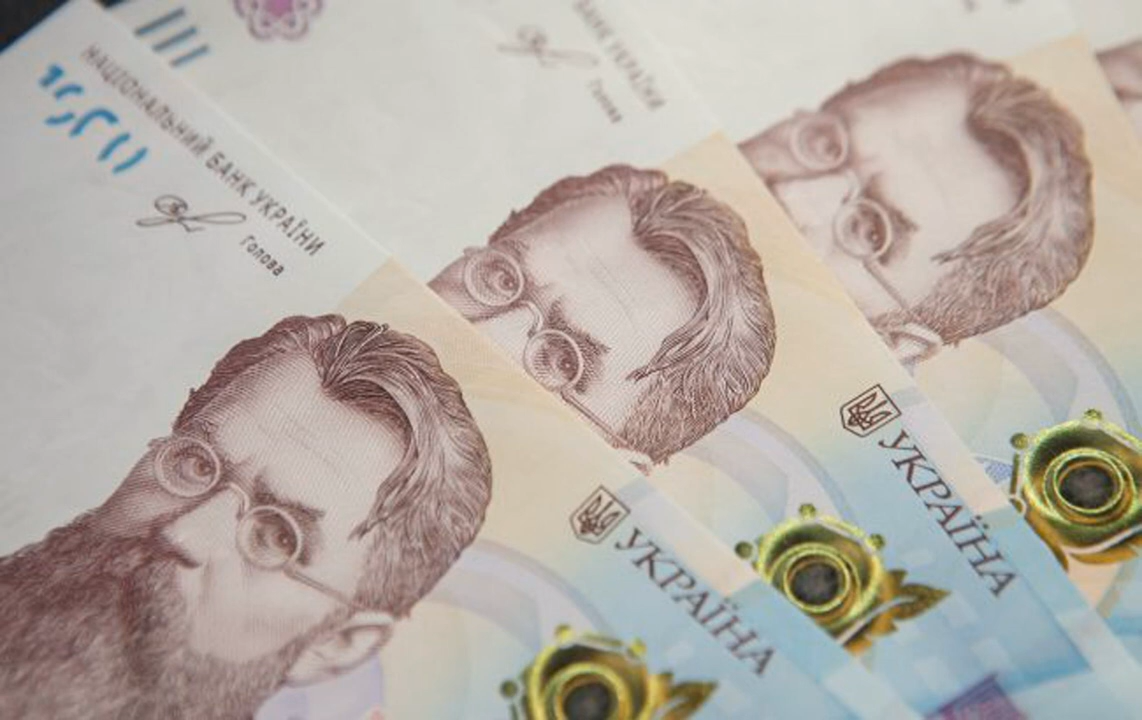 НАЦІОНАЛЬНИЙ БАНК УКРАЇНИ
Голова
БАНК УКРАЇНИ
Голова
УКРАЇНА
УКРАЇНА